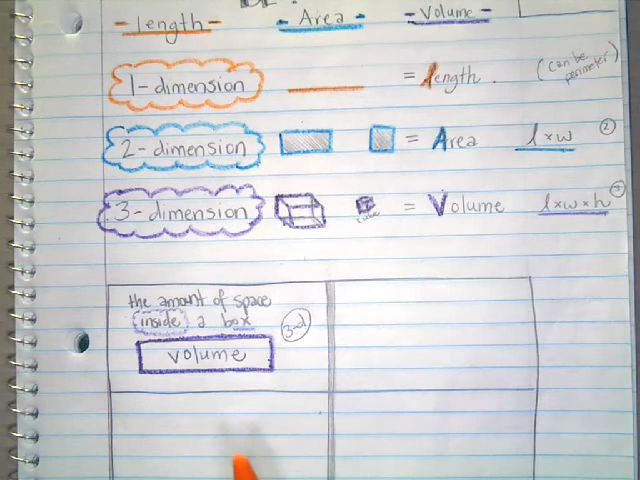 - length - - Area - - Volume -
1-dimension = length. (can be perimeter)
2-dimension = Area l x w ②
3-dimension cube = Volume l x w x h
the amount of space
inside a box 3-d
volume